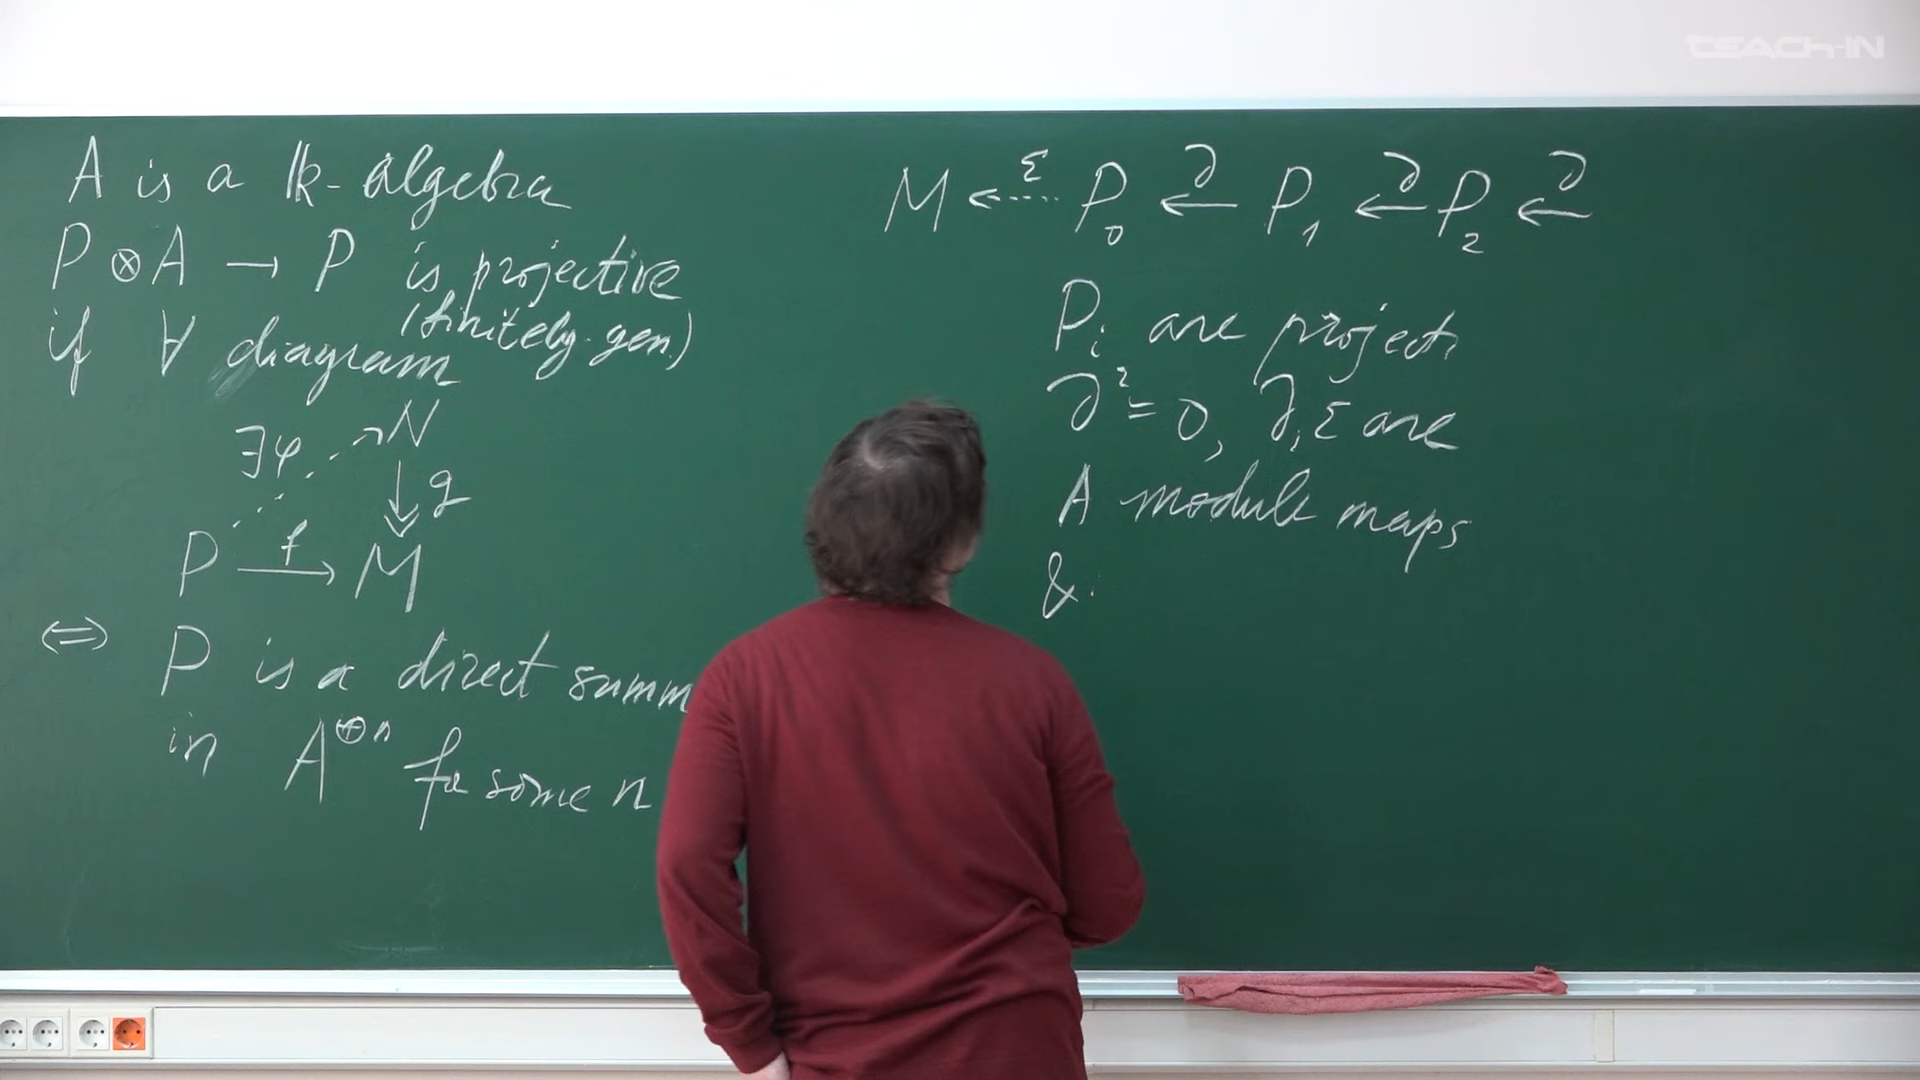 TEACH-IN
A is a 𝕜-algebra
P ⊗ A → P is projective
(finitely-gen)
if ∀ diagram
∃φ N
g
P →f M
⇔ P is a direct summ
in A^⊕n for some n
M ←ε P₀ ←∂ P₁ ←∂ P₂ ←∂
Pᵢ are project
∂² = 0, ∂, ε are
A module maps
&